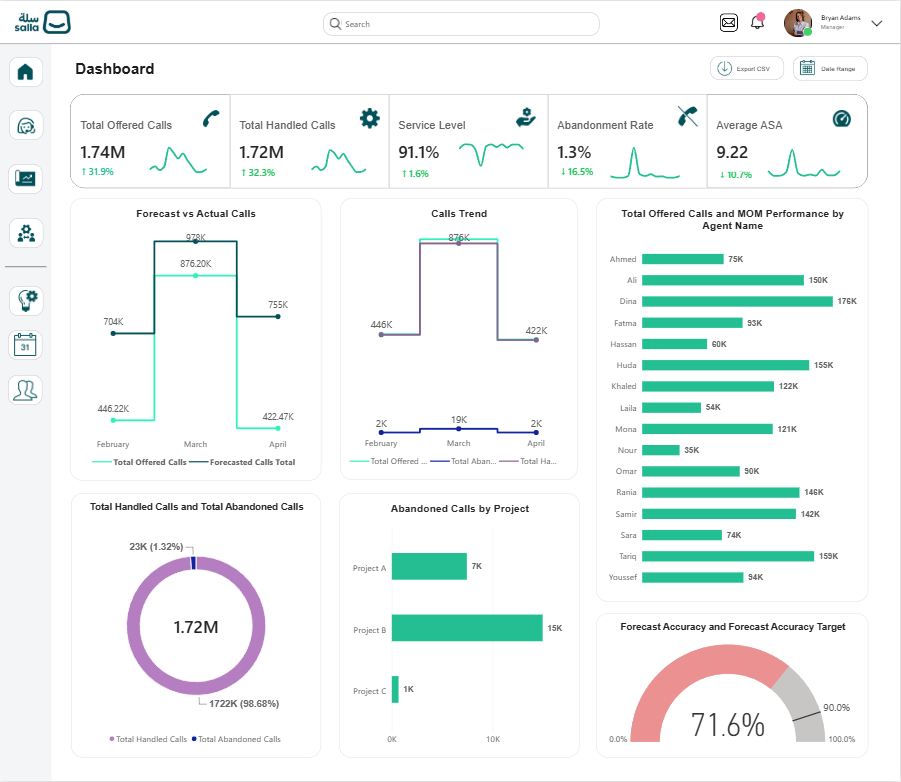 سلة
salla
Search
Bryan Adams
Manager
Dashboard
Export CSV
Date Range
Total Offered Calls
1.74M
↑31.9%
Total Handled Calls
1.72M
↑32.3%
Service Level
91.1%
↑1.6%
Abandonment Rate
1.3%
↓16.5%
Average ASA
9.22
↓10.7%
31
Forecast vs Actual Calls
978K
876.20K
755K
704K
446.22K
422.47K
February March April
Total Offered Calls Forecasted Calls Total
Calls Trend
876K
446K
422K
2K 19K 2K
February March April
Total Offered ... Total Aban... Total Ha...
Total Offered Calls and MOM Performance by
Agent Name
Ahmed 75K
Ali 150K
Dina 176K
Fatma 93K
Hassan 60K
Huda 155K
Khaled 122K
Laila 54K
Mona 121K
Nour 35K
Omar 90K
Rania 146K
Samir 142K
Sara 74K
Tariq 159K
Youssef 94K
Total Handled Calls and Total Abandoned Calls
23K (1.32%)
1.72M
1722K (98.68%)
Total Handled Calls Total Abandoned Calls
Abandoned Calls by Project
Project A 7K
Project B 15K
Project C 1K
0K 10K
Forecast Accuracy and Forecast Accuracy Target
90.0%
71.6%
0.0% 100.0%